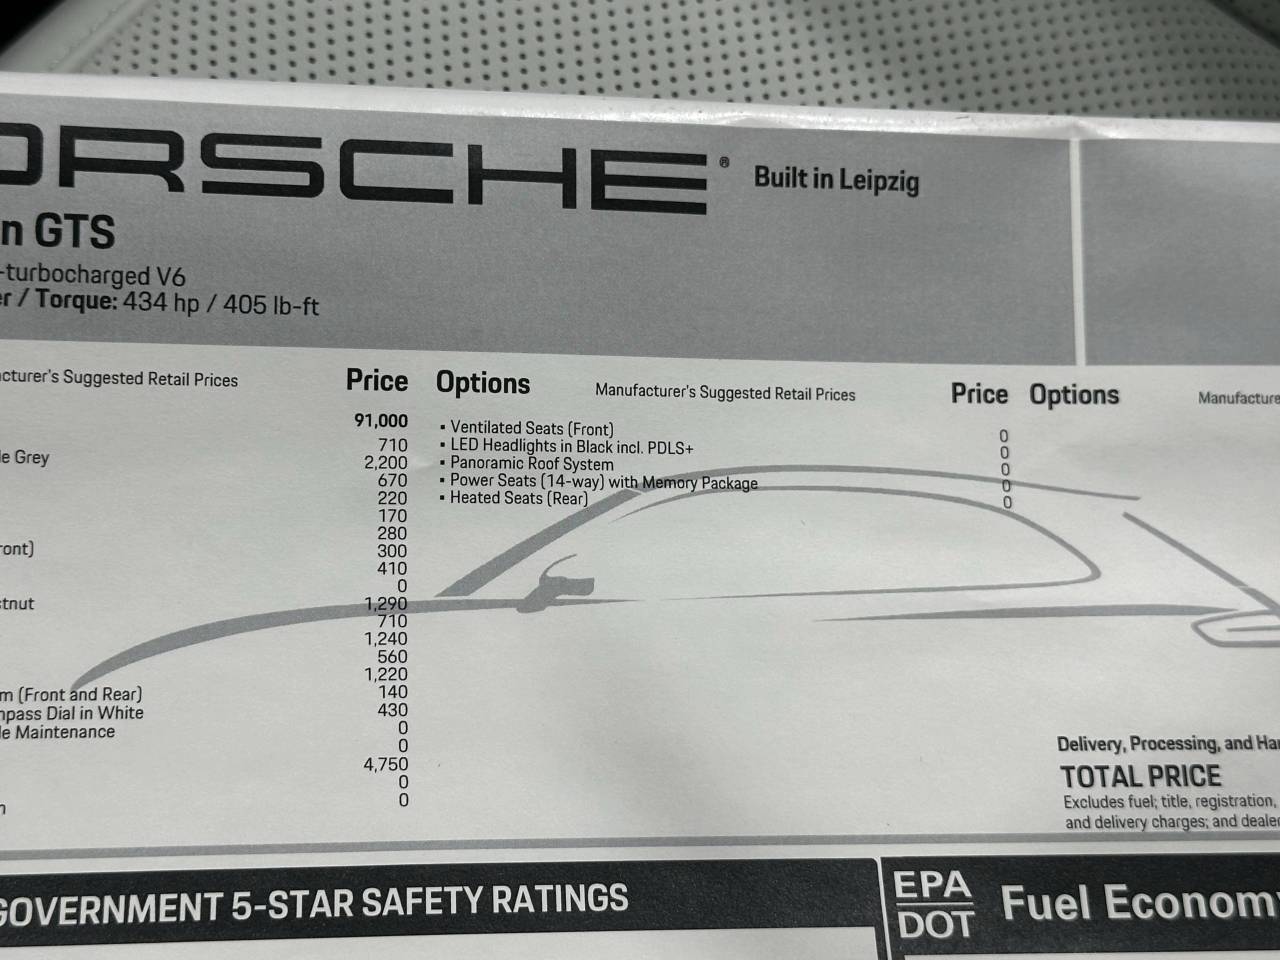 ORSCHE® Built in Leipzig
n GTS
-turbocharged V6
er / Torque: 434 hp / 405 lb-ft
acturer's Suggested Retail Prices Price
91,000
710
le Grey 2,200
670
220
170
280
ront) 300
410
0
tnut 1,290
710
1,240
560
1,220
m (Front and Rear) 140
mpass Dial in White 430
le Maintenance 0
0
4,750
0
n 0
Options Manufacturer's Suggested Retail Prices Price
▪ Ventilated Seats (Front) 0
▪ LED Headlights in Black incl. PDLS+ 0
▪ Panoramic Roof System 0
▪ Power Seats (14-way) with Memory Package 0
▪ Heated Seats (Rear) 0
Options Manufacture
Delivery, Processing, and Ha
TOTAL PRICE
Excludes fuel; title, registration,
and delivery charges; and deale
GOVERNMENT 5-STAR SAFETY RATINGS
EPA
DOT
Fuel Economy